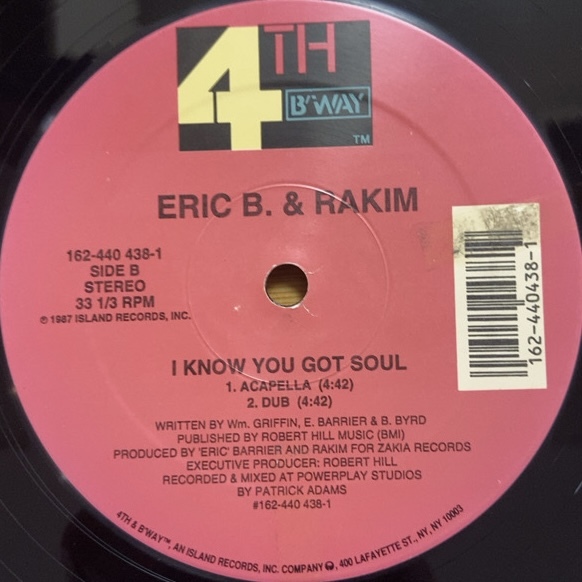 4TH
B'WAY
TM
ERIC B. & RAKIM
162-440 438-1
SIDE B
STEREO
33 1/3 RPM
℗ 1987 ISLAND RECORDS, INC.
162-440438-1
I KNOW YOU GOT SOUL
1. ACAPELLA (4:42)
2. DUB (4:42)
WRITTEN BY Wm. GRIFFIN, E. BARRIER & B. BYRD
PUBLISHED BY ROBERT HILL MUSIC (BMI)
PRODUCED BY 'ERIC' BARRIER AND RAKIM FOR ZAKIA RECORDS
EXECUTIVE PRODUCER: ROBERT HILL
RECORDED & MIXED AT POWERPLAY STUDIOS
BY PATRICK ADAMS
#162-440 438-1
4TH & B'WAY™, AN ISLAND RECORDS, INC. COMPANY, 400 LAFAYETTE ST., NY, NY 10003